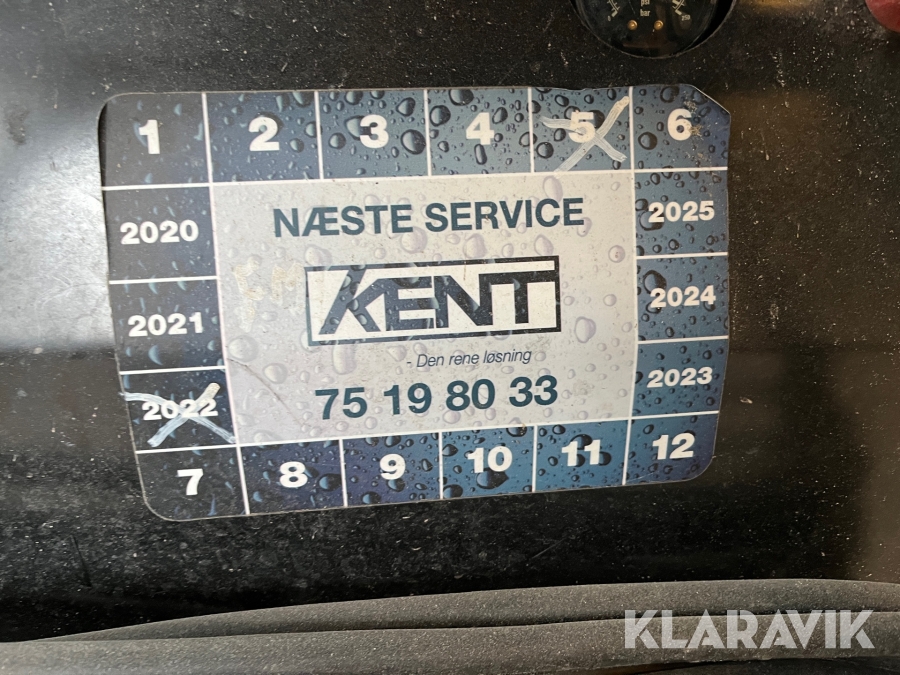 1 2 3 4 5 6
2020 NÆSTE SERVICE 2025
KENT
2021 2024
- Den rene løsning
2022 75 19 80 33 2023
7 8 9 10 11 12
KLARAVIK